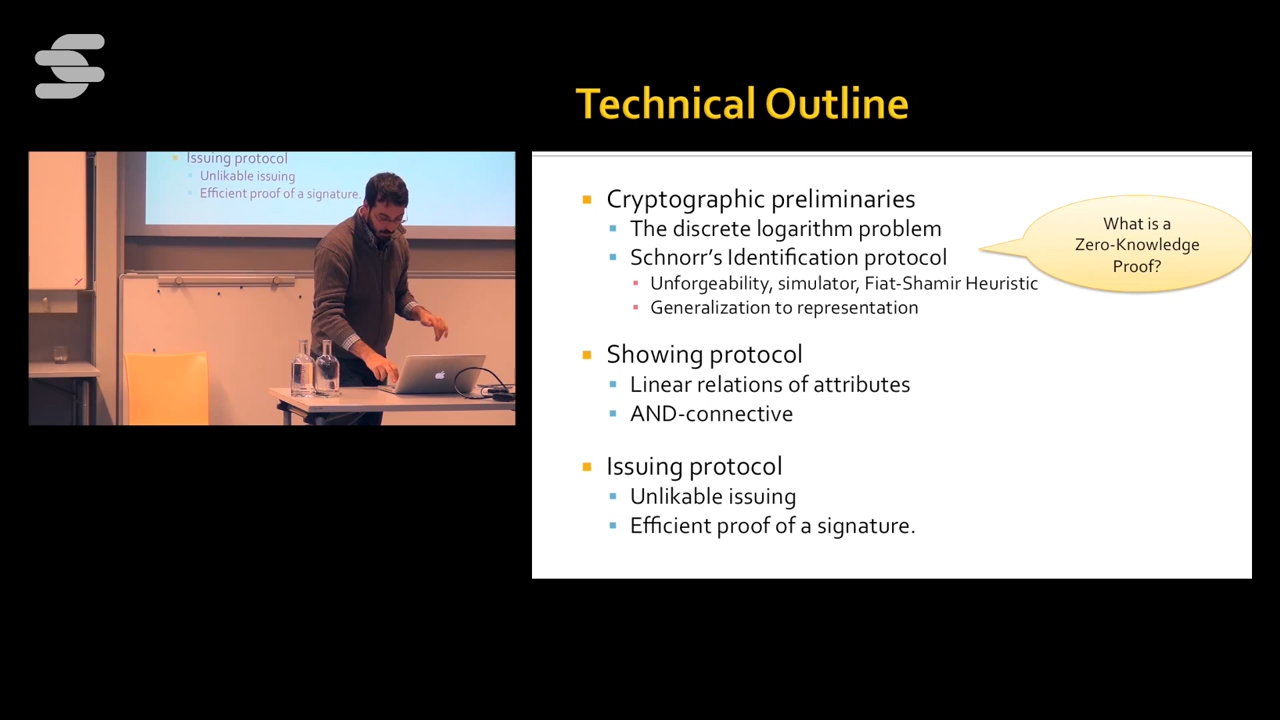 Technical Outline
Issuing protocol
Unlikable issuing
Efficient proof of a signature.
Cryptographic preliminaries
The discrete logarithm problem
Schnorr's Identification protocol
Unforgeability, simulator, Fiat-Shamir Heuristic
Generalization to representation
What is a
Zero-Knowledge
Proof?
Showing protocol
Linear relations of attributes
AND-connective
Issuing protocol
Unlikable issuing
Efficient proof of a signature.